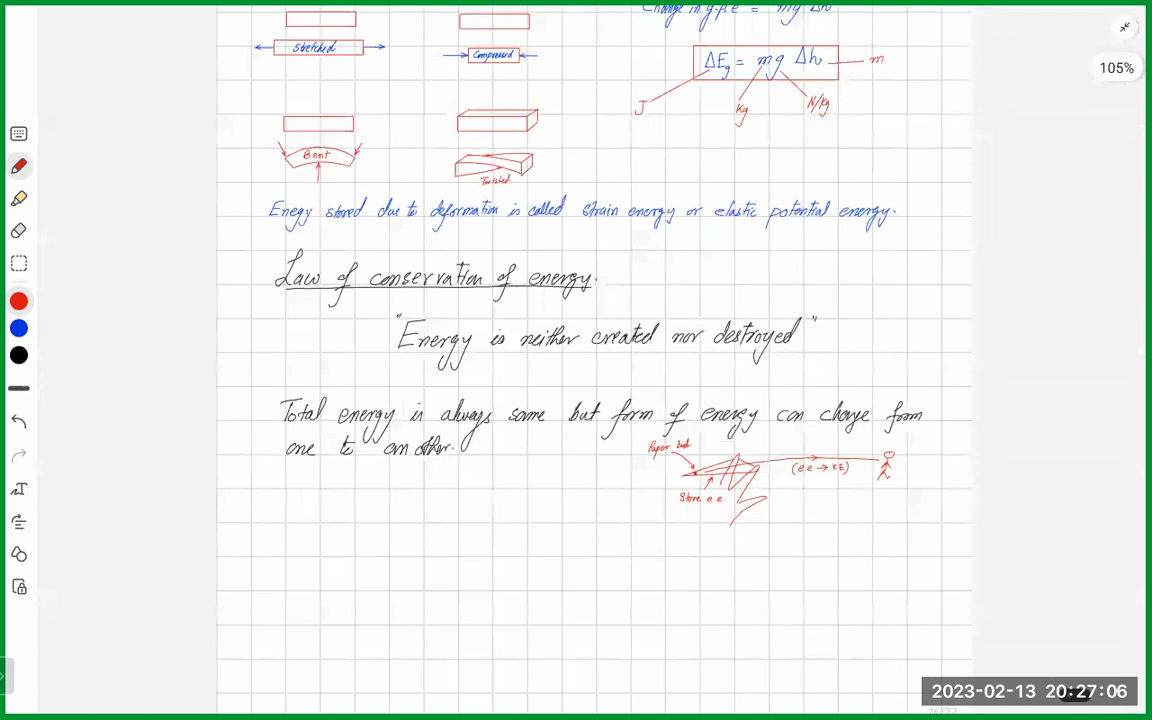 Change in g.p.e = mg Δh
Stretched
Compressed
ΔEg = mg Δh
m
J
Kg
N/Kg
Bent
Twisted.
Enegy stored due to deformation is called strain energy or elastic potential energy.
Law of conservation of energy.
"Energy is neither created nor destroyed"
Total energy is always same but form of energy can change from
one to another.
Paper
(e.e → KE)
Store e.e
105%
2023-02-13 20:27:06
26/27